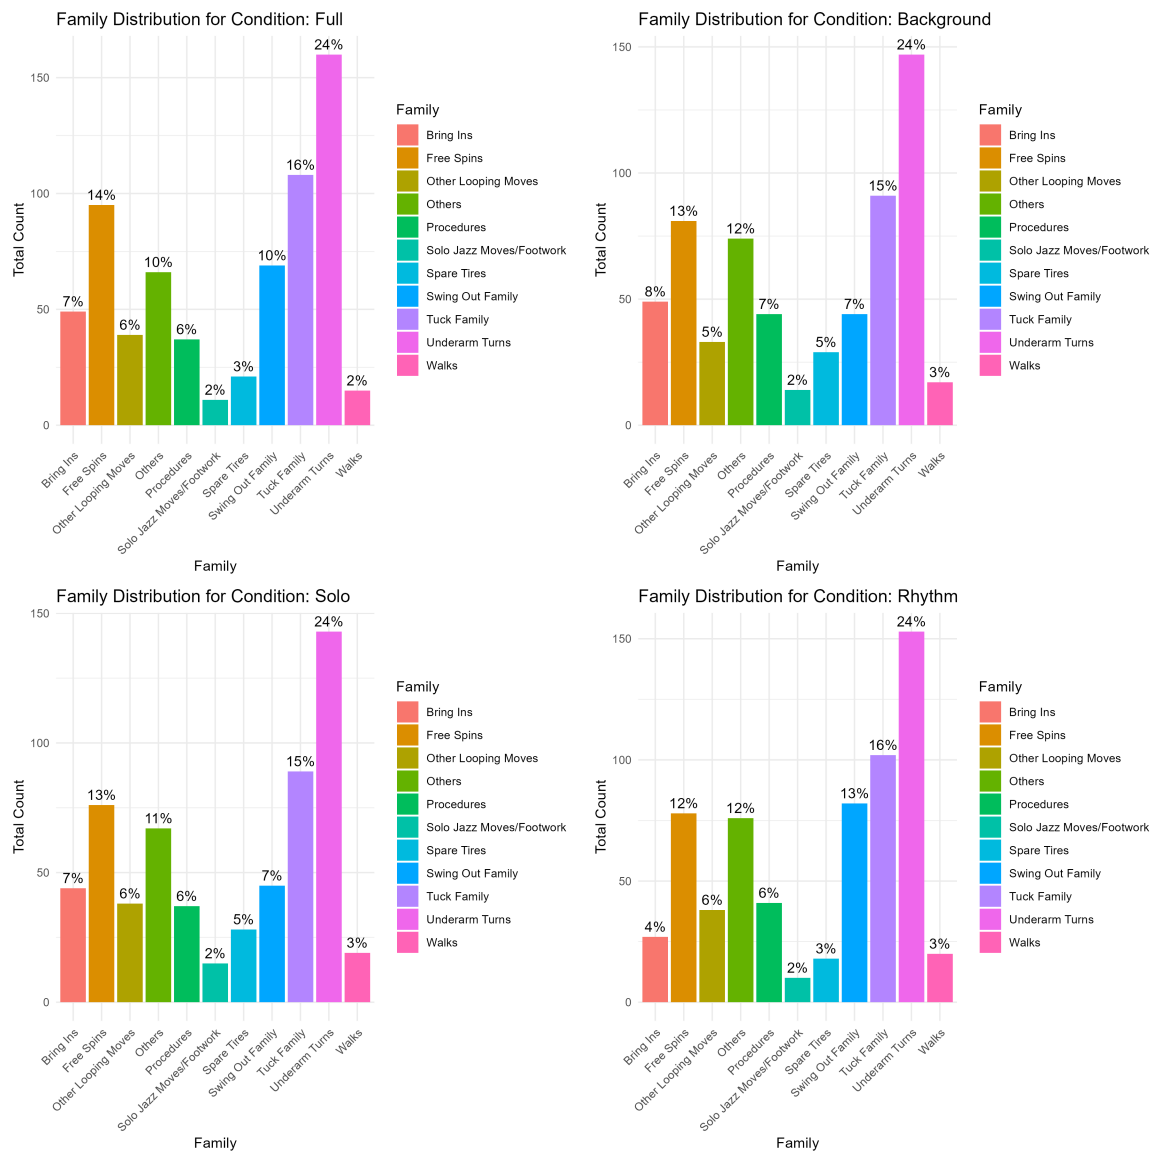 Family Distribution for Condition: Full
24%
150
16%
14%
100
10%
10%
7%
6%
6%
50
3%
2%
2%
0
Total Count
Bring Ins
Free Spins
Other Looping Moves
Others
Procedures
Solo Jazz Moves/Footwork
Spare Tires
Swing Out Family
Tuck Family
Underarm Turns
Walks
Family
Family
Bring Ins
Free Spins
Other Looping Moves
Others
Procedures
Solo Jazz Moves/Footwork
Spare Tires
Swing Out Family
Tuck Family
Underarm Turns
Walks
Family Distribution for Condition: Background
24%
150
15%
13%
12%
100
8%
5%
7%
7%
50
2%
5%
3%
0
Total Count
Bring Ins
Free Spins
Other Looping Moves
Others
Procedures
Solo Jazz Moves/Footwork
Spare Tires
Swing Out Family
Tuck Family
Underarm Turns
Walks
Family
Family
Bring Ins
Free Spins
Other Looping Moves
Others
Procedures
Solo Jazz Moves/Footwork
Spare Tires
Swing Out Family
Tuck Family
Underarm Turns
Walks
Family Distribution for Condition: Solo
150
24%
15%
100
13%
11%
7%
6%
6%
7%
50
2%
5%
3%
0
Total Count
Bring Ins
Free Spins
Other Looping Moves
Others
Procedures
Solo Jazz Moves/Footwork
Spare Tires
Swing Out Family
Tuck Family
Underarm Turns
Walks
Family
Family
Bring Ins
Free Spins
Other Looping Moves
Others
Procedures
Solo Jazz Moves/Footwork
Spare Tires
Swing Out Family
Tuck Family
Underarm Turns
Walks
Family Distribution for Condition: Rhythm
24%
150
16%
100
12%
12%
13%
6%
6%
50
4%
2%
3%
3%
0
Total Count
Bring Ins
Free Spins
Other Looping Moves
Others
Procedures
Solo Jazz Moves/Footwork
Spare Tires
Swing Out Family
Tuck Family
Underarm Turns
Walks
Family
Family
Bring Ins
Free Spins
Other Looping Moves
Others
Procedures
Solo Jazz Moves/Footwork
Spare Tires
Swing Out Family
Tuck Family
Underarm Turns
Walks